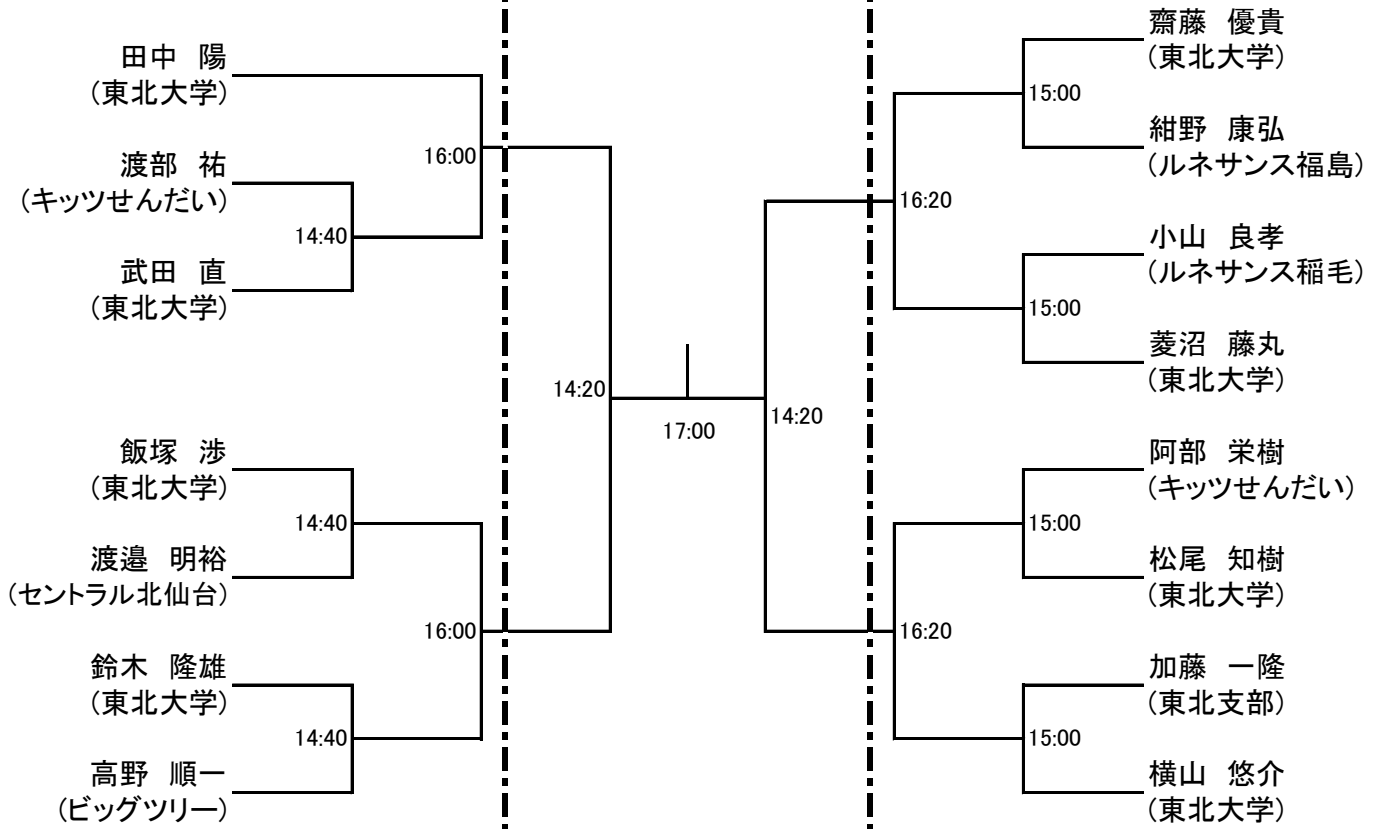 田中　陽
(東北大学)
16:00
渡部　祐
(キッツせんだい)
14:40
武田　直
(東北大学)
14:20
飯塚　渉
(東北大学)
14:40
渡邉　明裕
(セントラル北仙台)
16:00
鈴木　隆雄
(東北大学)
14:40
高野　順一
(ビッグツリー)
17:00
齋藤　優貴
(東北大学)
15:00
紺野　康弘
(ルネサンス福島)
16:20
小山　良孝
(ルネサンス稲毛)
15:00
菱沼　藤丸
(東北大学)
14:20
阿部　栄樹
(キッツせんだい)
15:00
松尾　知樹
(東北大学)
16:20
加藤　一隆
(東北支部)
15:00
横山　悠介
(東北大学)